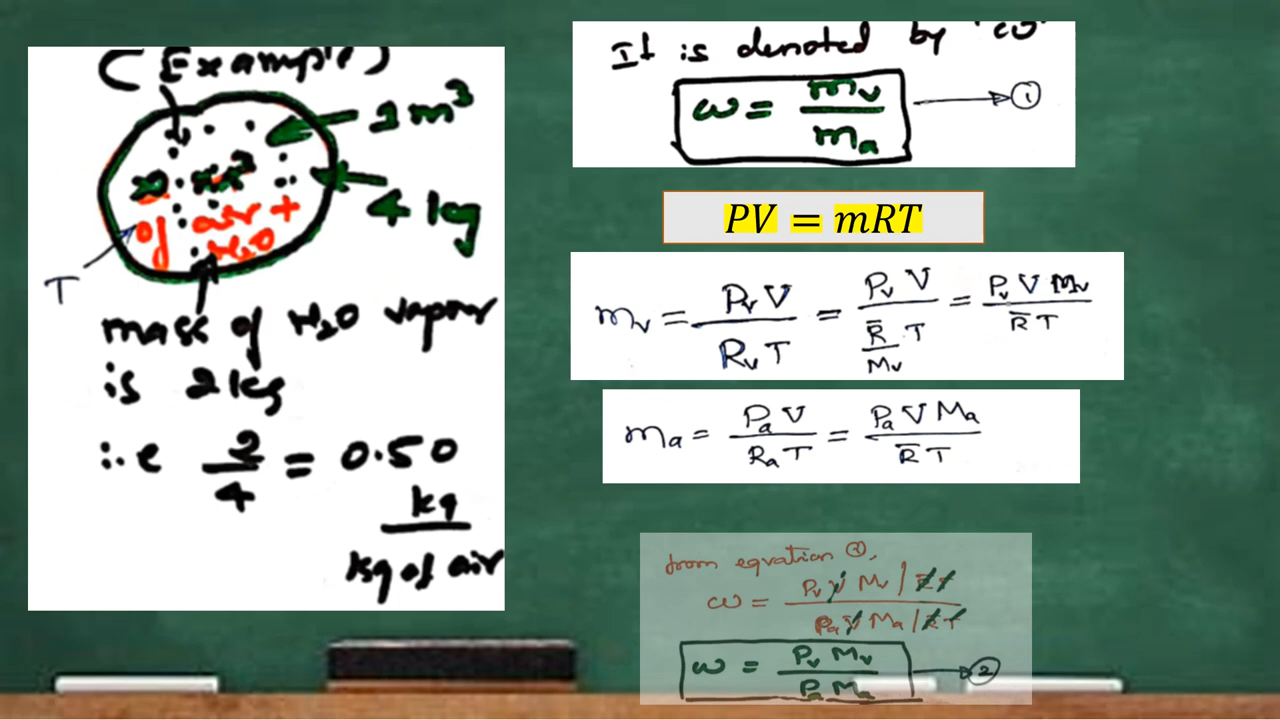 (Example)
1 m³
4 kg
of air +
H₂O
T
mass of H₂O vapour
is 2 kg
∴e 2/4 = 0.50
kg
kg of air
It is denoted by 'ω'
ω = mᵥ/mₐ → ①
PV = mRT
mᵥ = PᵥV / RᵥT = PᵥV / (R̄/Mᵥ T) = PᵥVMᵥ / R̄T
mₐ = PₐV / RₐT = PₐVMₐ / R̄T
from equation ①,
ω = PᵥVMᵥ/R̄T / PₐVMₐ/R̄T
ω = PᵥMᵥ / PₐMₐ → ②